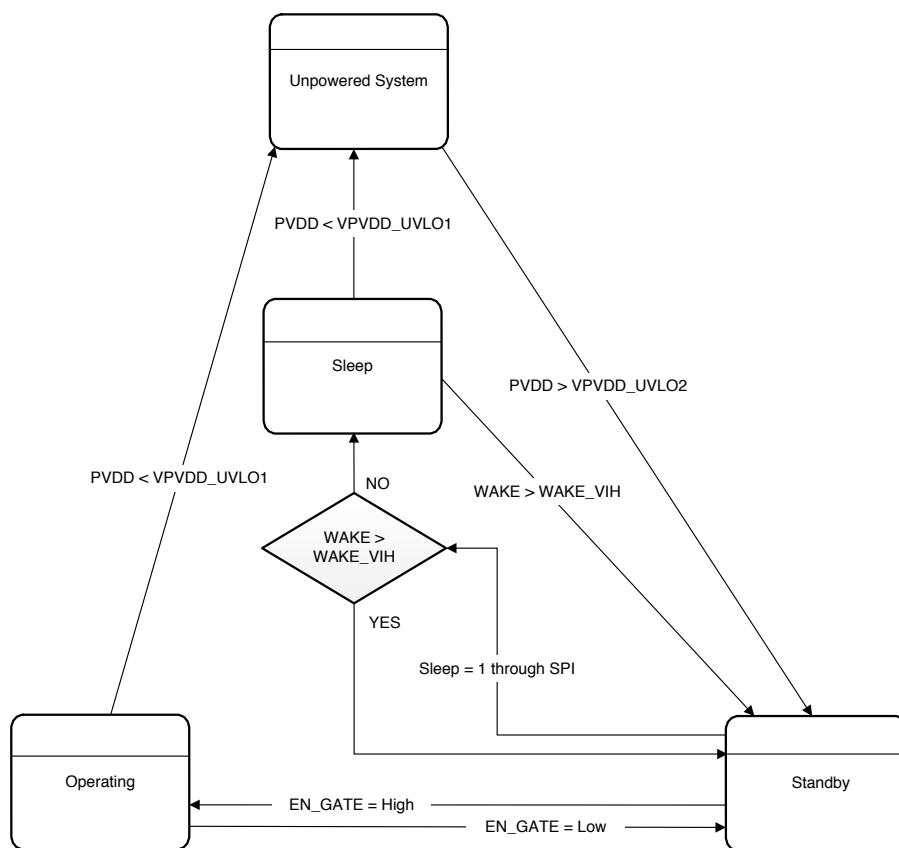 Unpowered System
PVDD < VPVDD_UVLO1
Sleep
PVDD > VPVDD_UVLO2
PVDD < VPVDD_UVLO1
WAKE > WAKE_VIH
NO
WAKE >
WAKE_VIH
YES
Sleep = 1 through SPI
Operating
Standby
EN_GATE = High
EN_GATE = Low